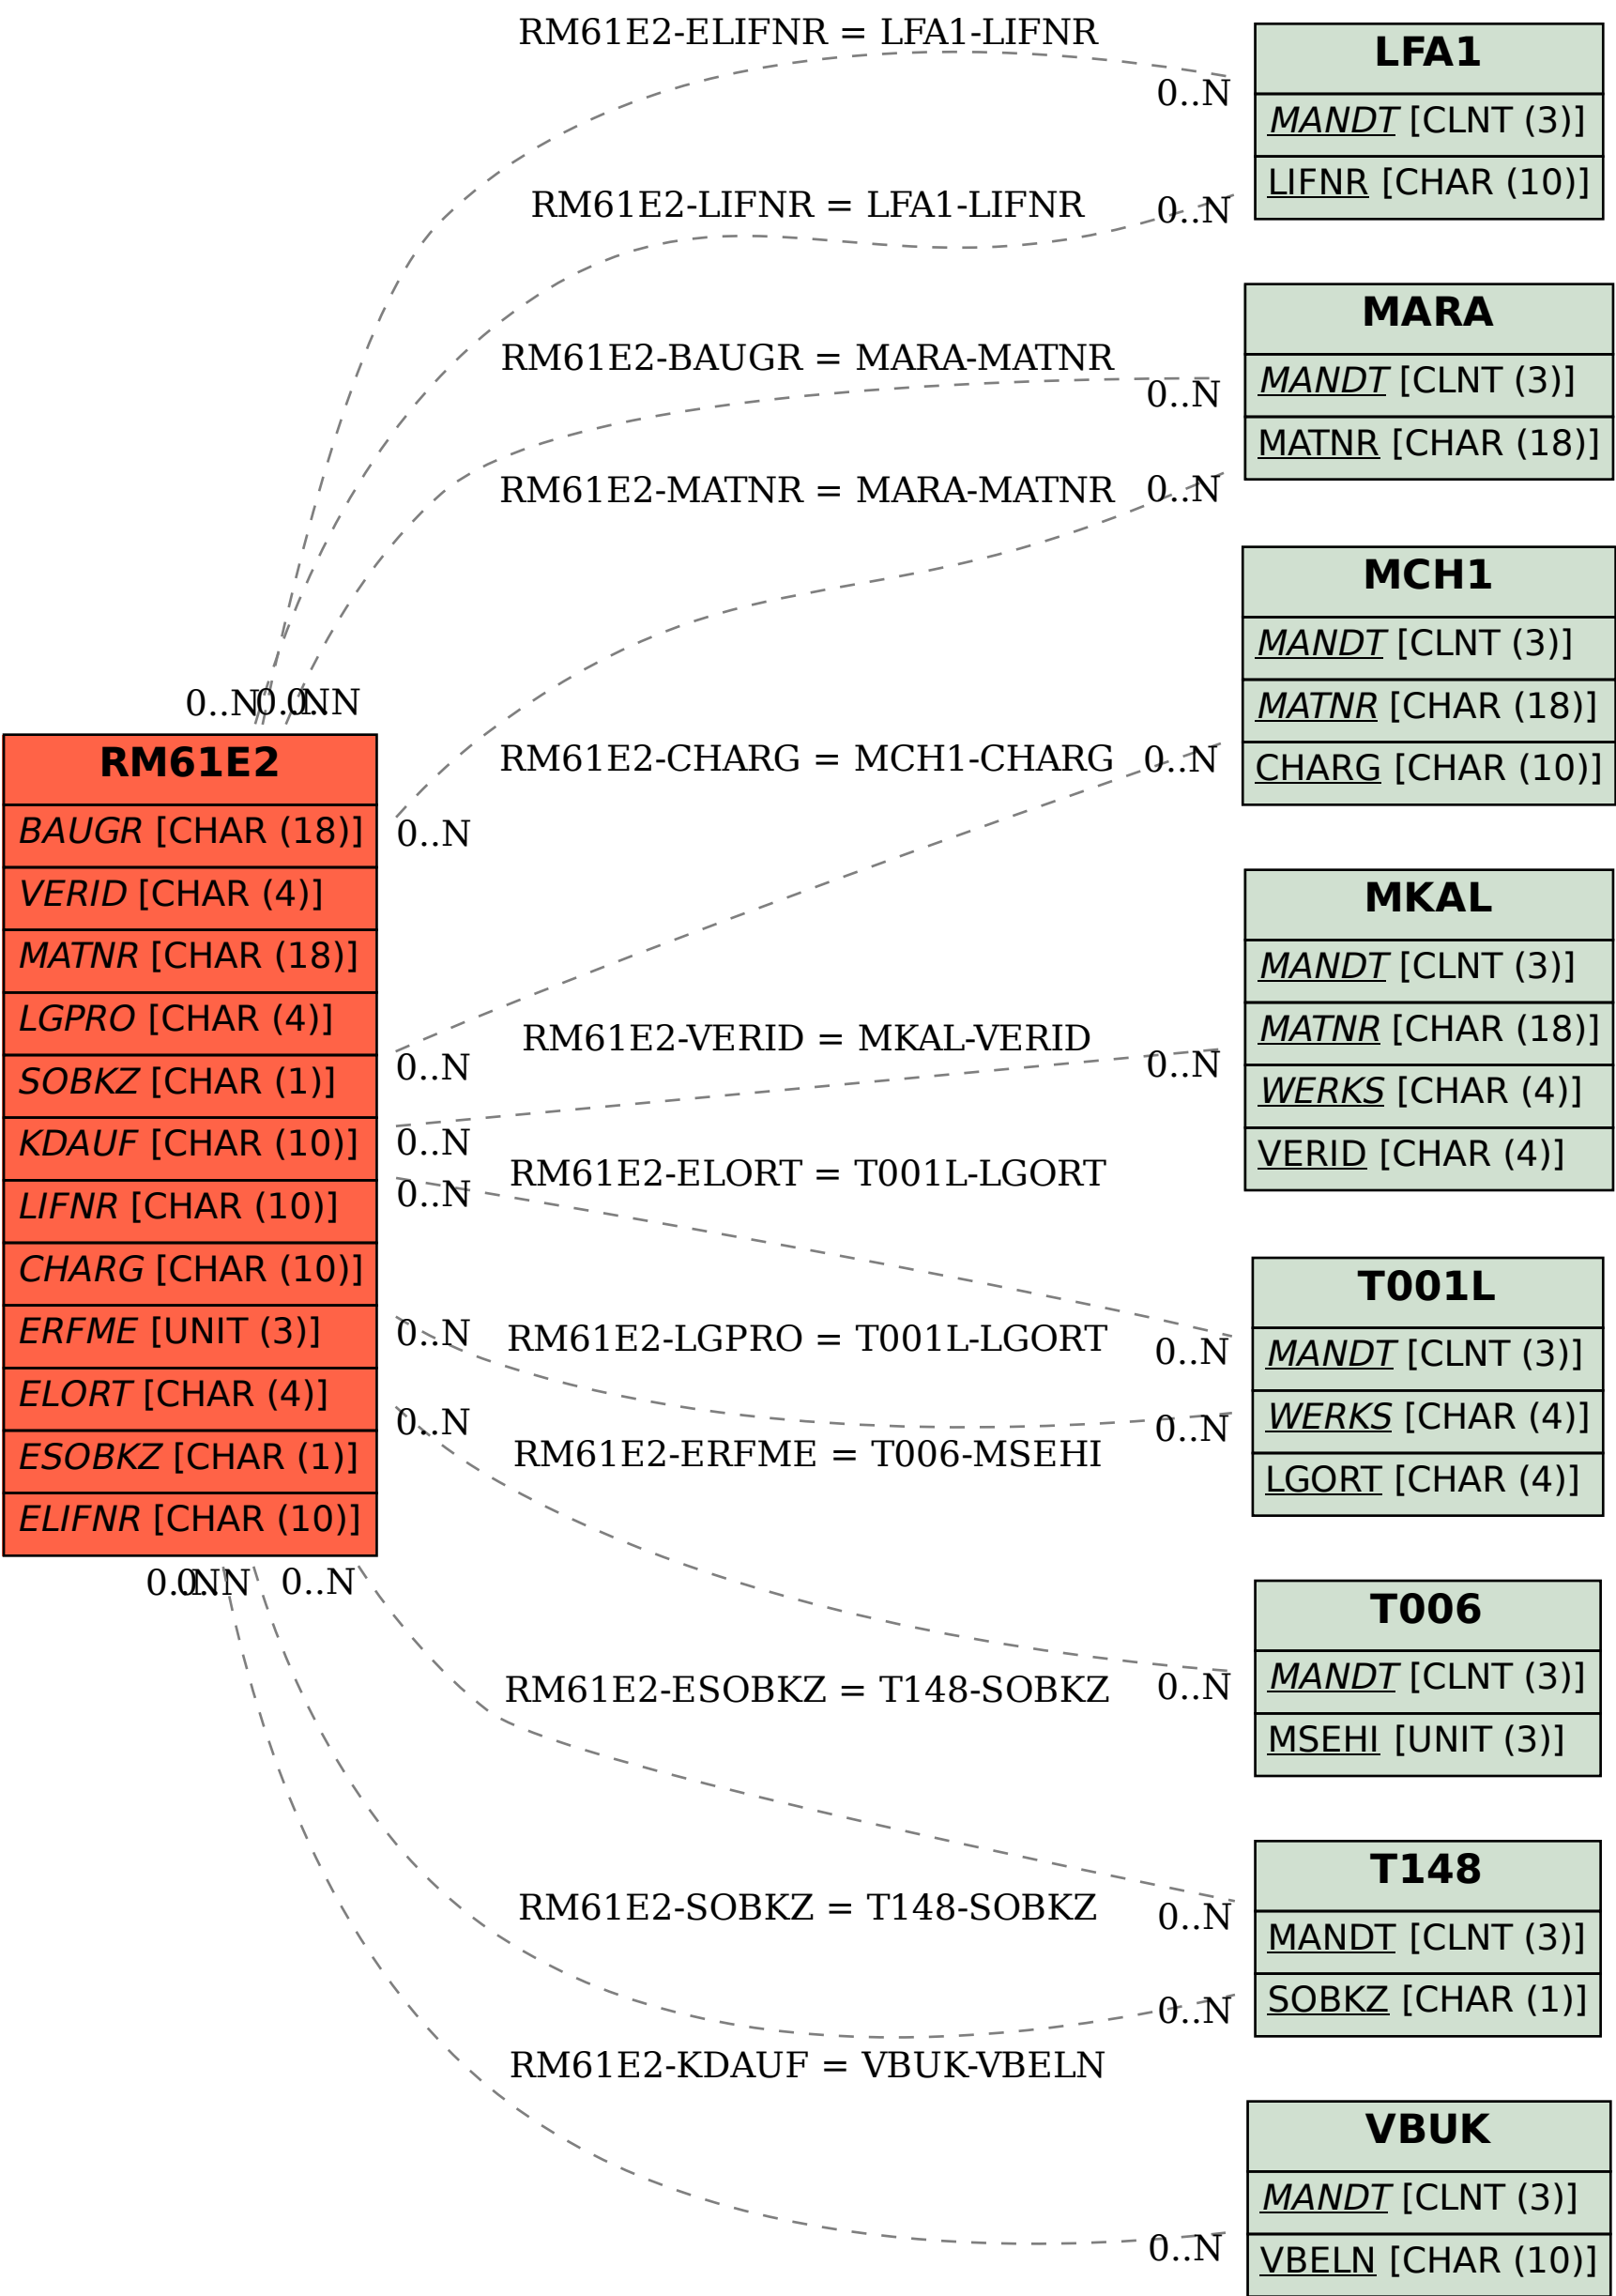 RM61E2-ELIFNR = LFA1-LIFNR
0..N
LFA1
MANDT [CLNT (3)]
LIFNR [CHAR (10)]
RM61E2-LIFNR = LFA1-LIFNR
0..N
MARA
MANDT [CLNT (3)]
MATNR [CHAR (18)]
RM61E2-BAUGR = MARA-MATNR
0..N
RM61E2-MATNR = MARA-MATNR
0..N
MCH1
MANDT [CLNT (3)]
MATNR [CHAR (18)]
CHARG [CHAR (10)]
0..N
0..N
0..N
RM61E2
BAUGR [CHAR (18)]
VERID [CHAR (4)]
MATNR [CHAR (18)]
LGPRO [CHAR (4)]
SOBKZ [CHAR (1)]
KDAUF [CHAR (10)]
LIFNR [CHAR (10)]
CHARG [CHAR (10)]
ERFME [UNIT (3)]
ELORT [CHAR (4)]
ESOBKZ [CHAR (1)]
ELIFNR [CHAR (10)]
RM61E2-CHARG = MCH1-CHARG
0..N
0..N
0..N
MKAL
MANDT [CLNT (3)]
MATNR [CHAR (18)]
WERKS [CHAR (4)]
VERID [CHAR (4)]
RM61E2-VERID = MKAL-VERID
0..N
0..N
RM61E2-ELORT = T001L-LGORT
0..N
0..N
T001L
MANDT [CLNT (3)]
WERKS [CHAR (4)]
LGORT [CHAR (4)]
0..N
RM61E2-LGPRO = T001L-LGORT
0..N
0..N
RM61E2-ERFME = T006-MSEHI
0..N
T006
MANDT [CLNT (3)]
MSEHI [UNIT (3)]
0..N
0..N
0..N
RM61E2-ESOBKZ = T148-SOBKZ
0..N
T148
MANDT [CLNT (3)]
SOBKZ [CHAR (1)]
RM61E2-SOBKZ = T148-SOBKZ
0..N
RM61E2-KDAUF = VBUK-VBELN
0..N
VBUK
MANDT [CLNT (3)]
VBELN [CHAR (10)]